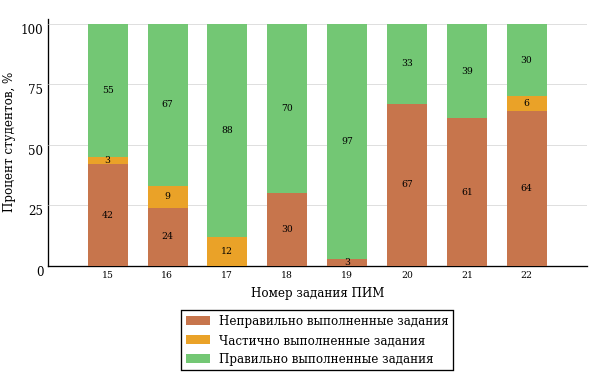 Процент студентов, %
100
75
50
25
0
55 67 88 70 97 33 39 30
3 9 12 6
42 24 30 3 67 61 64
15 16 17 18 19 20 21 22
Номер задания ПИМ
Неправильно выполненные задания
Частично выполненные задания
Правильно выполненные задания